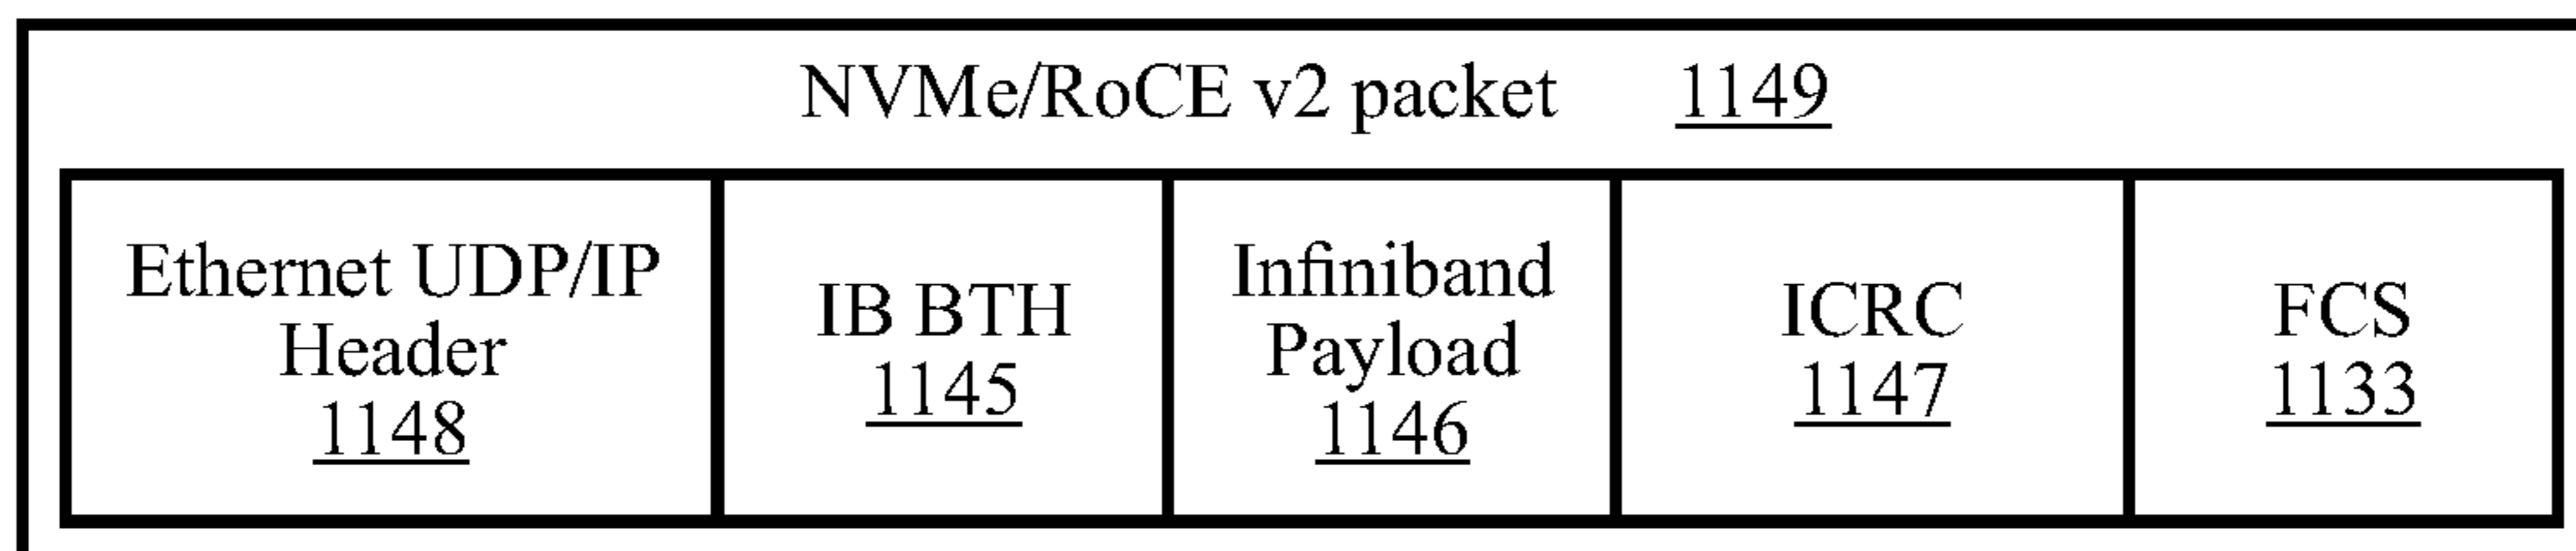 NVMe/RoCE v2 packet 1149
Ethernet UDP/IP
Header
1148
IB BTH
1145
Infiniband
Payload
1146
ICRC
1147
FCS
1133